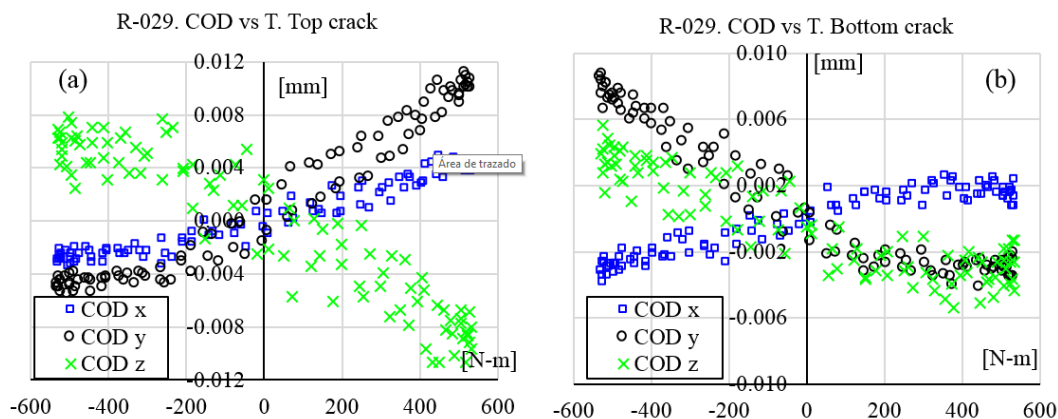 R-029. COD vs T. Top crack
0.012
(a)
[mm]
0.008
0.004
Área de trazado
0.000
-0.004
-0.008
-0.012
COD x
COD y
COD z
[N-m]
-600 -400 -200 0 200 400 600
R-029. COD vs T. Bottom crack
0.010
[mm]
(b)
0.006
0.002
-0.002
-0.006
-0.010
COD x
COD y
COD z
[N-m]
-600 -400 -200 0 200 400 600